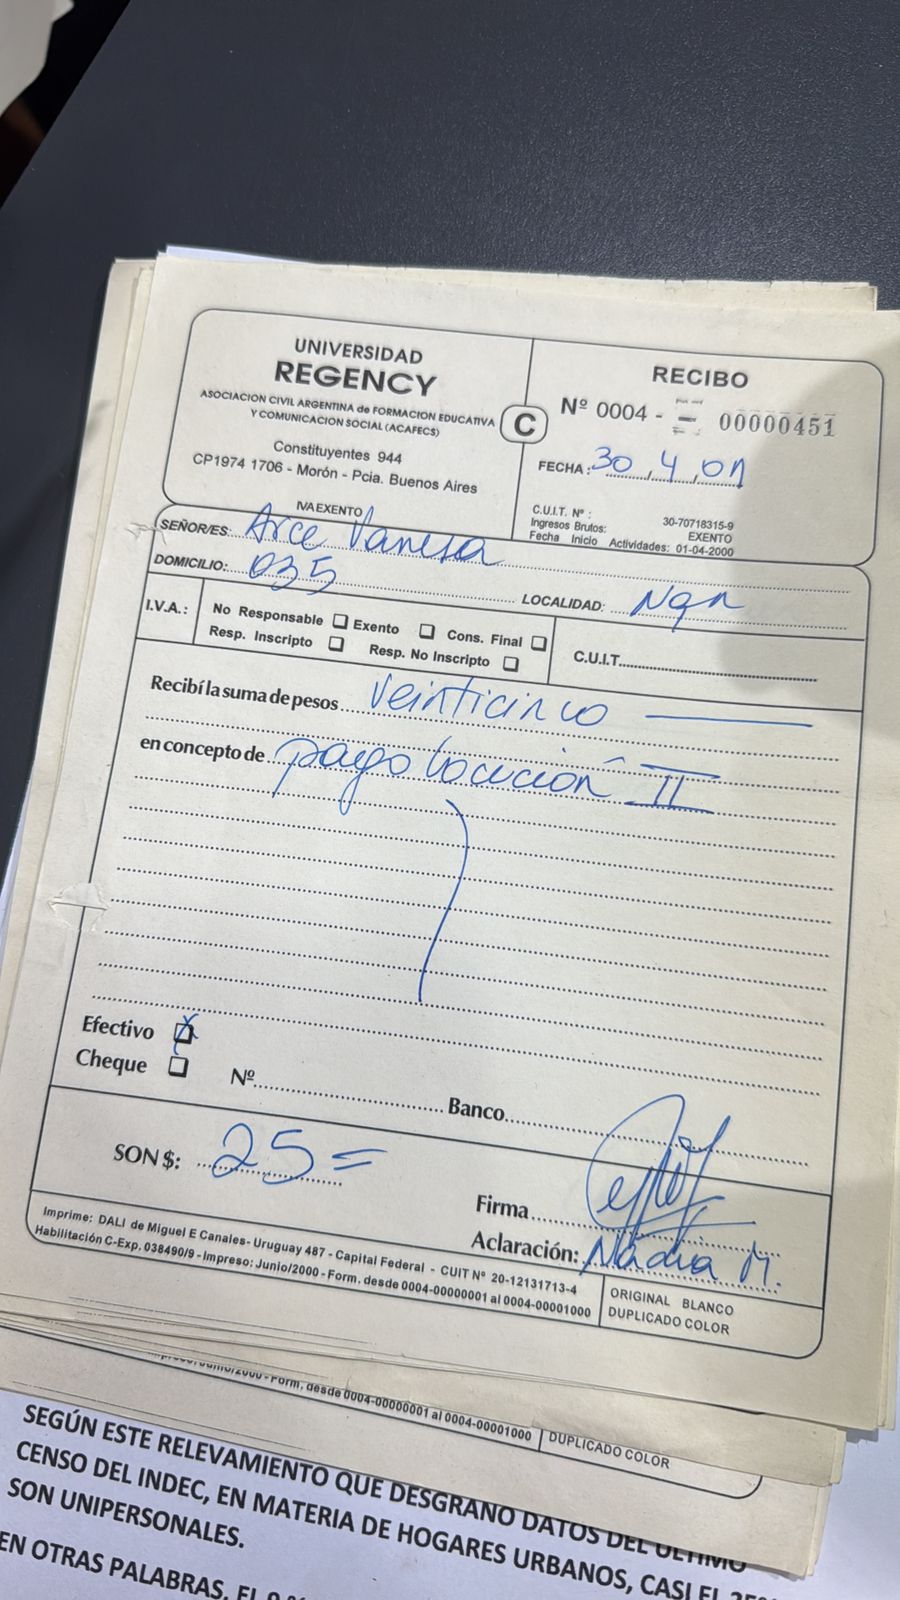 UNIVERSIDAD
REGENCY
ASOCIACION CIVIL ARGENTINA de FORMACION EDUCATIVA
Y COMUNICACION SOCIAL (ACAFECS)
Constituyentes 944
CP1974 1706 - Morón - Pcia. Buenos Aires
IVA EXENTO
C
RECIBO
Nº 0004 - 00000451
FECHA: 30,4,01
C.U.I.T. Nº : 30-70718315-9
Ingresos Brutos: EXENTO
Fecha Inicio Actividades: 01-04-2000
SEÑOR/ES: Arce Vanesa
DOMICILIO: 035 LOCALIDAD: Nqn
I.V.A.: No Responsable Exento Cons. Final
Resp. Inscripto Resp. No Inscripto
C.U.I.T.
Recibí la suma de pesos veinticinco
en concepto de pago locución II
Efectivo X
Cheque Nº Banco
SON $: 25=
Firma
Aclaración: Nadia M.
Imprime: DALI de Miguel E Canales- Uruguay 487 - Capital Federal - CUIT Nº 20-12131713-4
Habilitación C-Exp. 038490/9 - Impreso: Junio/2000 - Form. desde 0004-00000001 al 0004-00001000
ORIGINAL BLANCO
DUPLICADO COLOR
Form. desde 0004-00000001 al 0004-00001000
DUPLICADO COLOR
SEGÚN ESTE RELEVAMIENTO QUE DESGRANÓ DATOS DEL ÚLTIMO
CENSO DEL INDEC, EN MATERIA DE HOGARES URBANOS, CASI EL
SON UNIPERSONALES.
EN OTRAS PALABRAS, EL